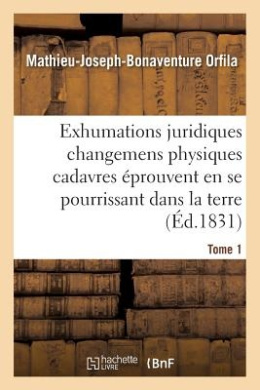 Mathieu-Joseph-Bonaventure Orfila
Exhumations juridiques changemens physiques
cadavres éprouvent en se pourrissant dans la terre
(Éd.1831)
Tome 1
hachette
LIVRE
{BnF